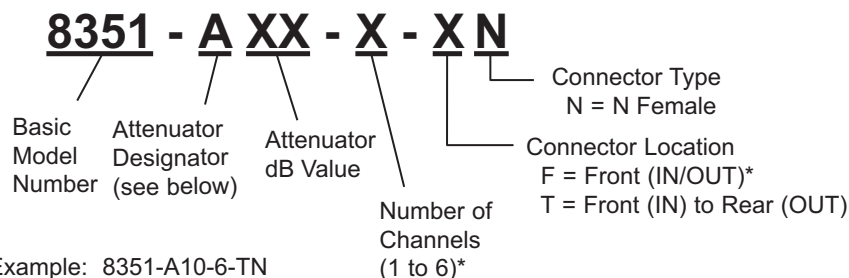 8351 - A XX - X - X N
Connector Type
N = N Female
Connector Location
F = Front (IN/OUT)*
T = Front (IN) to Rear (OUT)
Basic
Model
Number
Attenuator
Designator
(see below)
Attenuator
dB Value
Number of
Channels
(1 to 6)*
Example: 8351-A10-6-TN